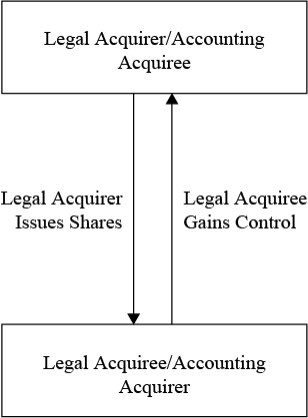 Legal Acquirer/Accounting
Acquiree
Legal Acquirer
Issues Shares
Legal Acquiree
Gains Control
Legal Acquiree/Accounting
Acquirer